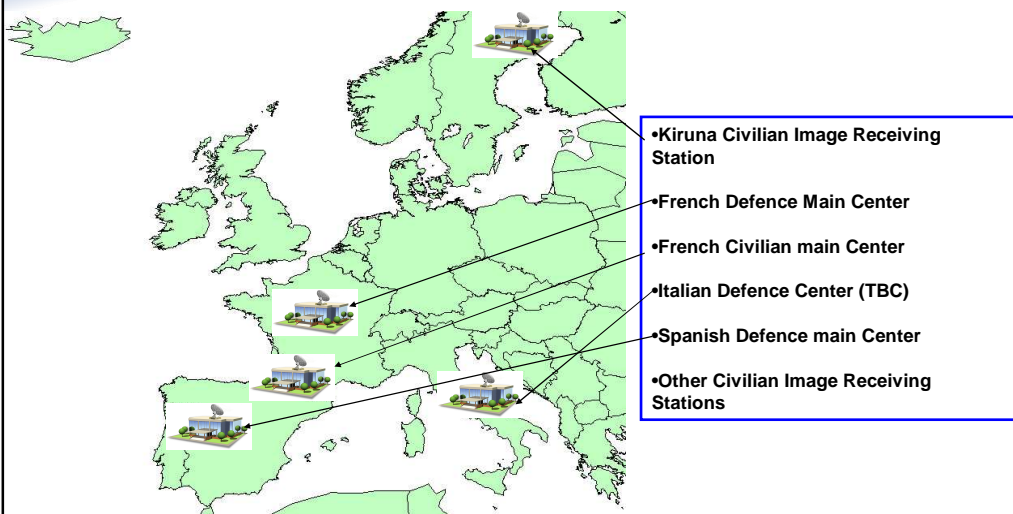 •Kiruna Civilian Image Receiving
Station
•French Defence Main Center
•French Civilian main Center
•Italian Defence Center (TBC)
•Spanish Defence main Center
•Other Civilian Image Receiving
Stations